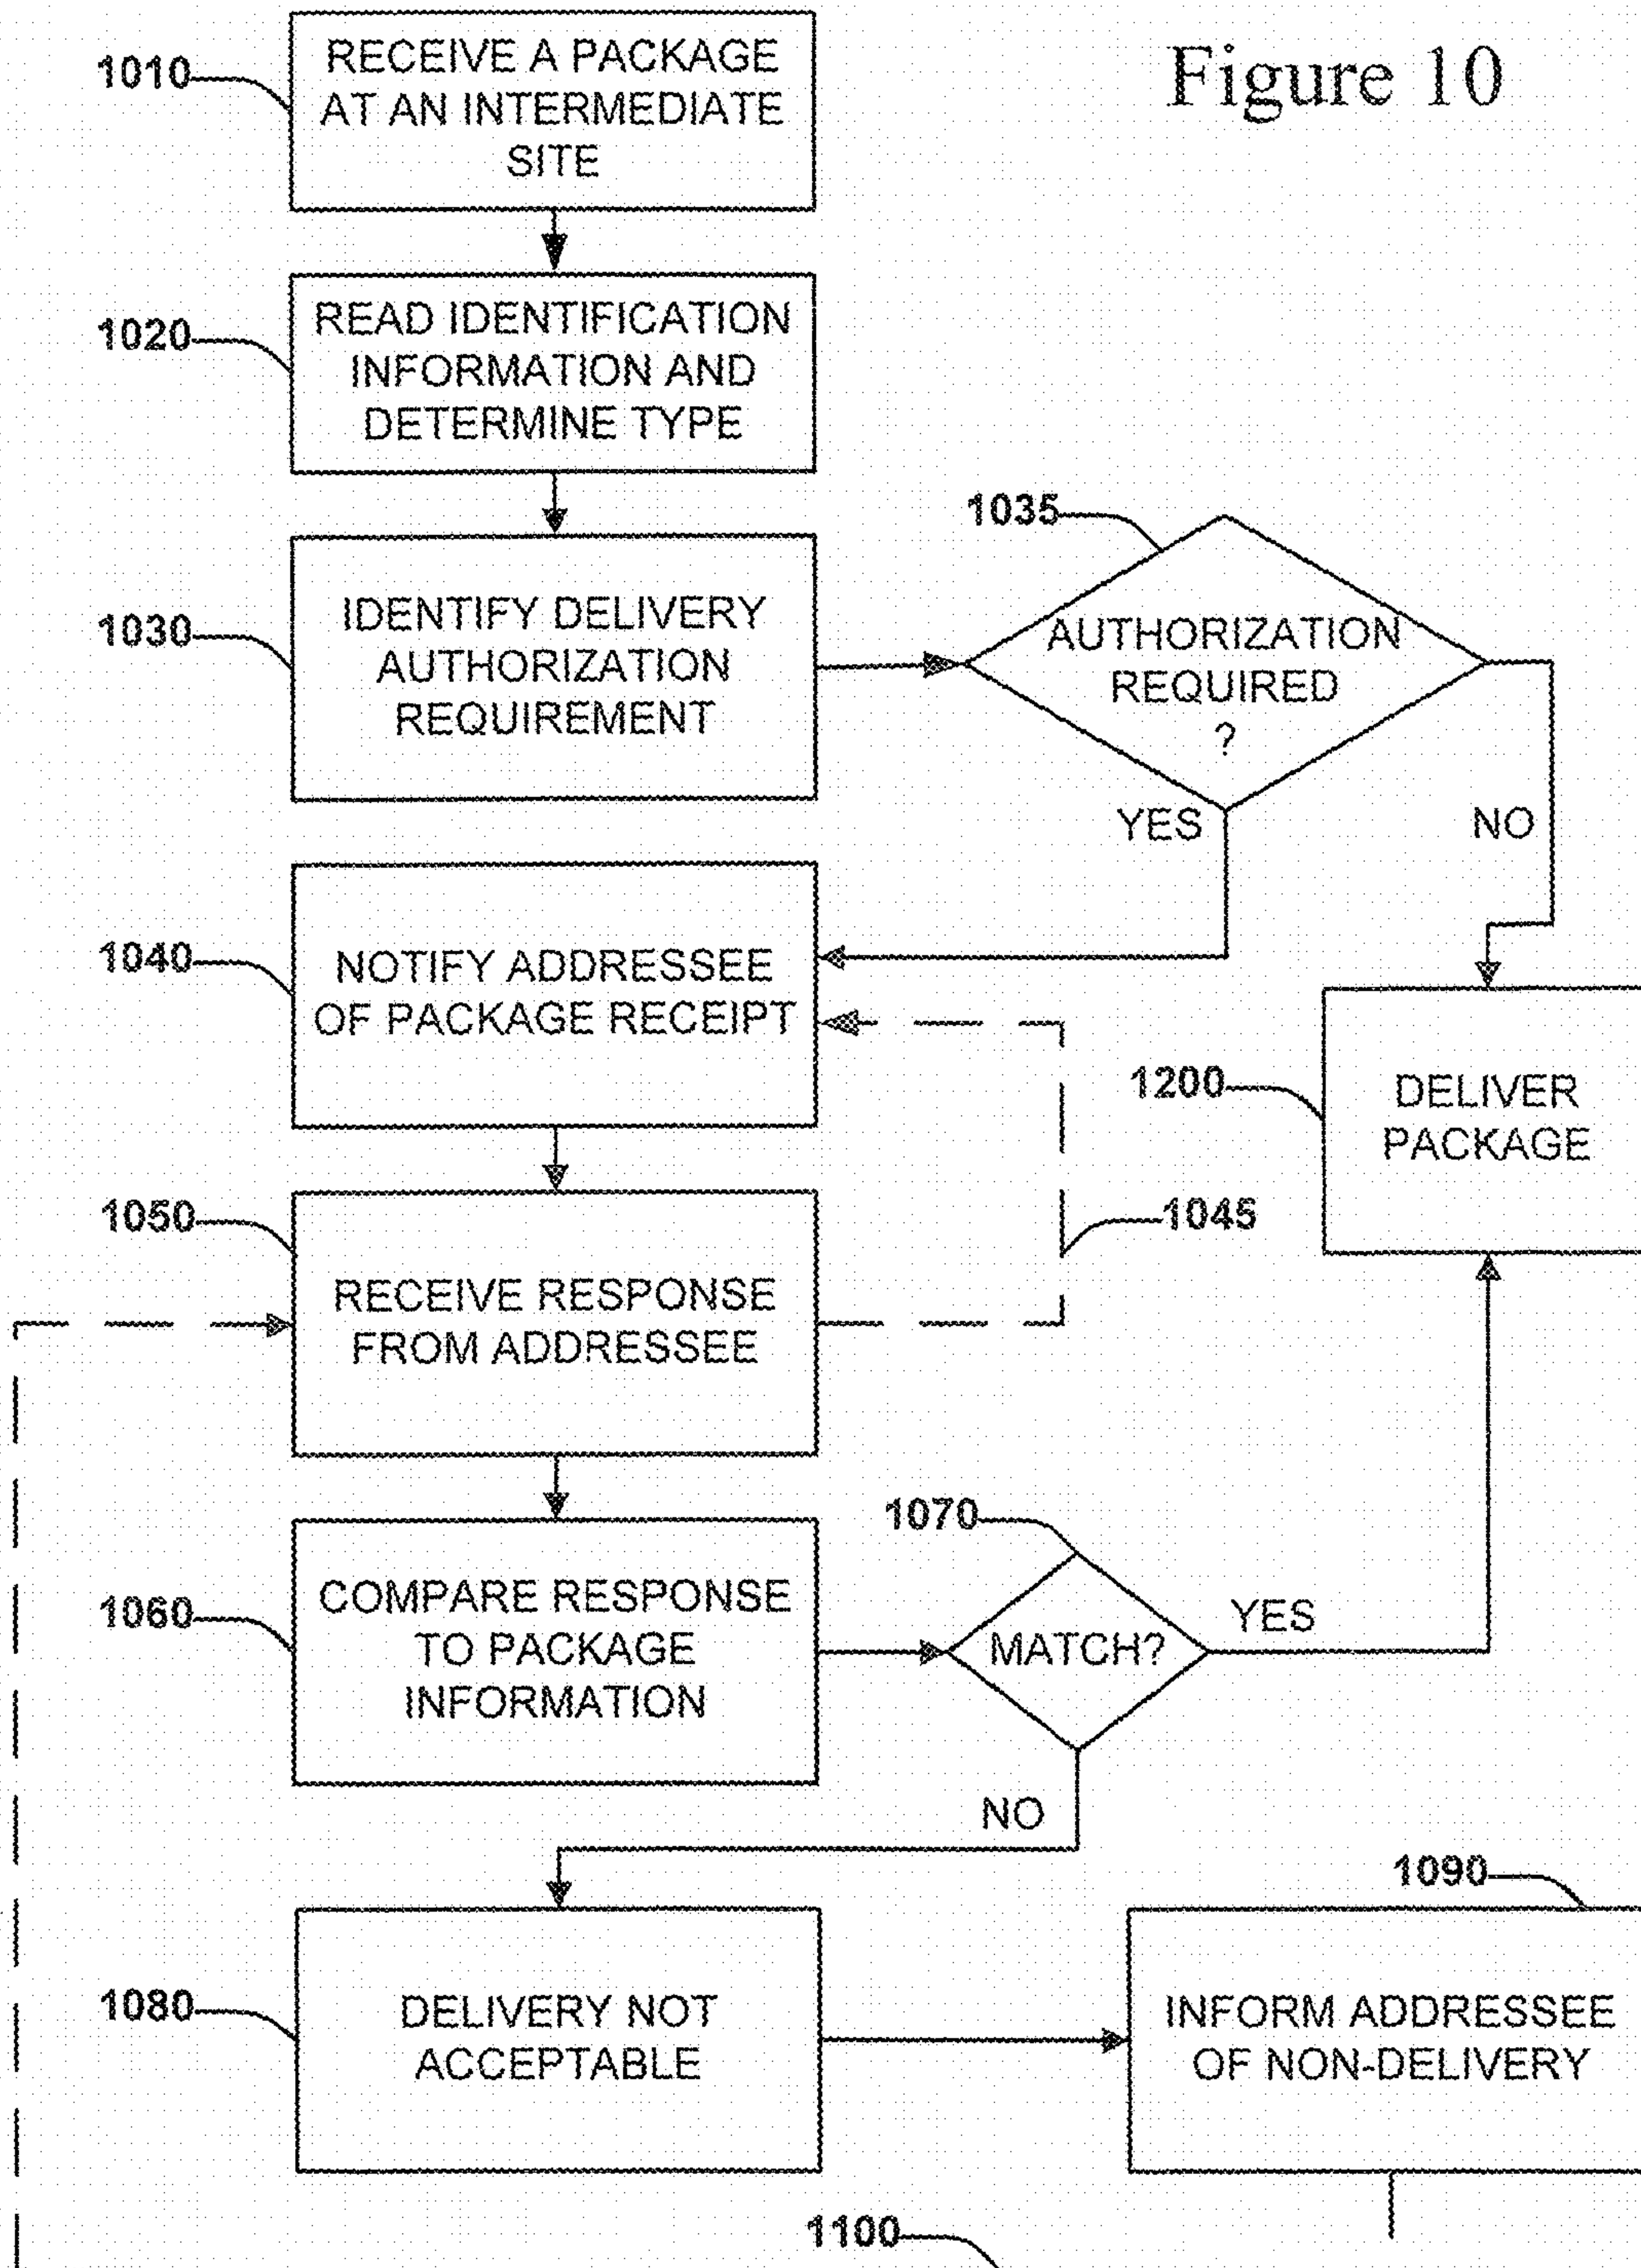 Figure 10
1010
RECEIVE A PACKAGE
AT AN INTERMEDIATE
SITE
1020
READ IDENTIFICATION
INFORMATION AND
DETERMINE TYPE
1030
IDENTIFY DELIVERY
AUTHORIZATION
REQUIREMENT
1035
AUTHORIZATION
REQUIRED
?
YES
NO
1040
NOTIFY ADDRESSEE
OF PACKAGE RECEIPT
1200
DELIVER
PACKAGE
1045
1050
RECEIVE RESPONSE
FROM ADDRESSEE
1060
COMPARE RESPONSE
TO PACKAGE
INFORMATION
1070
MATCH?
YES
NO
1080
DELIVERY NOT
ACCEPTABLE
1090
INFORM ADDRESSEE
OF NON-DELIVERY
1100